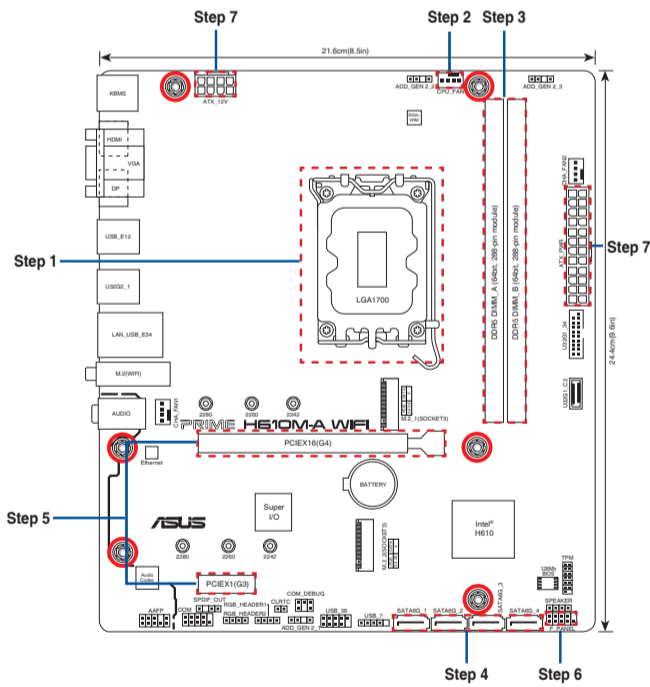 Step 7
Step 2
Step 3
21.6cm(8.5in)
KBMS
ATX_12V
ADD_GEN 2_2
CPU_FAN
ADD_GEN 2_3
DIGI+
VRM
HDMI
VGA
DP
CHA_FAN2
USB_E12
Step 1
ATX_PWR
Step 7
DDR5 DIMM_A (64bit, 288-pin module)
DDR5 DIMM_B (64bit, 288-pin module)
U32G2_1
LGA1700
LAN_USB_E34
U32G1_34
24.4cm(9.6in)
M.2(WIFI)
U32G1_C2
AUDIO
CHA_FAN1
2280
2260
2242
M.2_1(SOCKET3)
PRIME H610M-A WIFI
PCIEX16(G4)
Ethernet
BATTERY
Step 5
ASUS
Super
I/O
Intel®
H610
M.2_2(SOCKET3)
2280
2260
2242
Audio
Codec
PCIEX1(G3)
128Mb
BIOS
TPM
SATA6G_3
AAFP
COM
SPDIF_OUT
RGB_HEADER1
RGB_HEADER2
CLRTC
COM_DEBUG
ADD_GEN 2_1
USB_56
USB_7
SATA6G_1
SATA6G_2
SATA6G_4
SPEAKER
F_PANEL
Step 4
Step 6